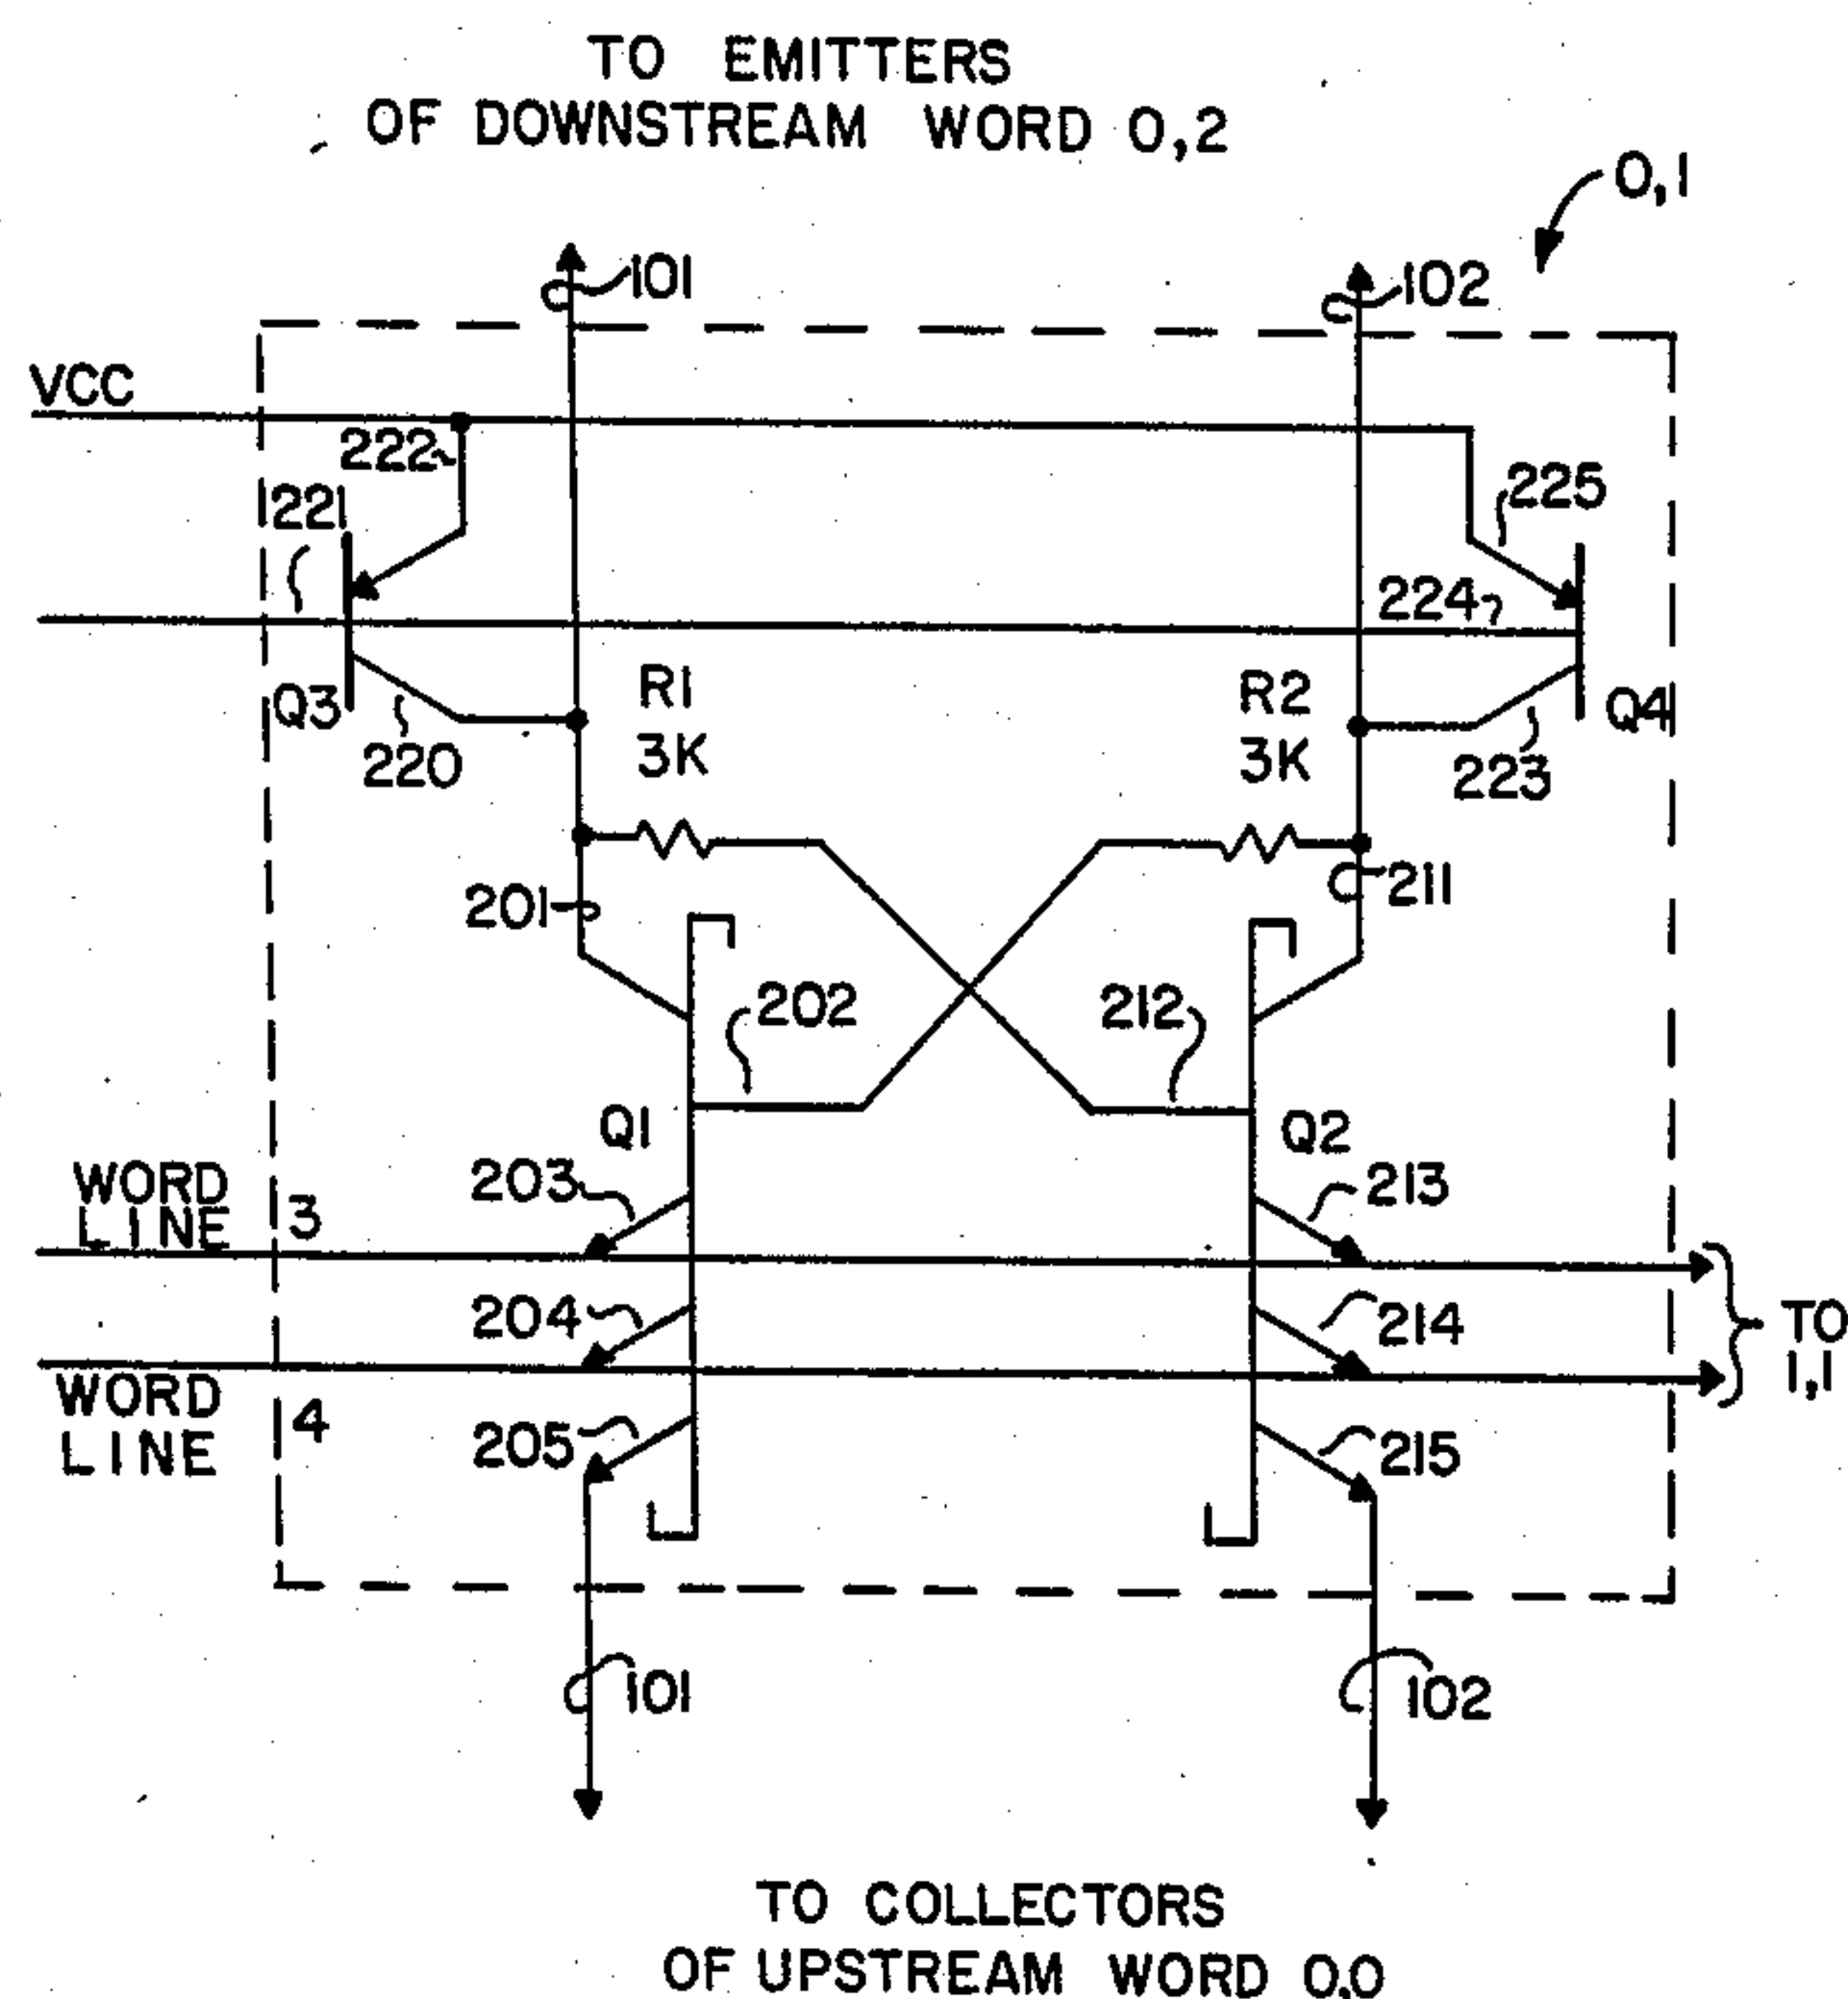 TO EMITTERS
OF DOWNSTREAM WORD 0,2
0,1
101
102
VCC
222
221
225
224
Q3
R1
3K
R2
3K
Q4
220
223
201
211
202
212
Q1
Q2
WORD
LINE
3
203
213
204
214
TO
1,1
WORD
LINE
4
205
215
101
102
TO COLLECTORS
OF UPSTREAM WORD 0,0